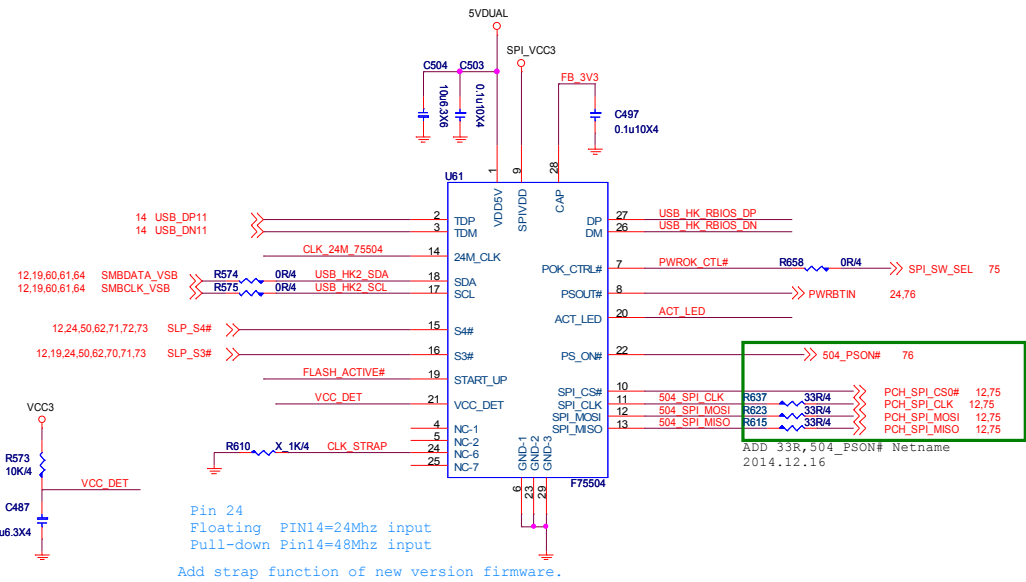 5VDUAL
SPI_VCC3
C504 C503
FB_3V3
10u6.3X6
0.1u10X4
C497
0.1u10X4
U61
1
9
28
VDD5V
SPIVDD
CAP
14 USB_DP11
2
TDP
DP
27
USB_HK_RBIOS_DP
14 USB_DN11
3
TDM
DM
26
USB_HK_RBIOS_DN
CLK_24M_75504
14
24M_CLK
POK_CTRL#
7
PWROK_CTL#
R658
0R/4
SPI_SW_SEL 75
12,19,60,61,64 SMBDATA_VSB
R574
0R/4
USB_HK2_SDA
18
SDA
12,19,60,61,64 SMBCLK_VSB
R575
0R/4
USB_HK2_SCL
17
SCL
PSOUT#
8
PWRBTIN 24,76
ACT_LED
20
ACT_LED
12,24,50,62,71,72,73 SLP_S4#
15
S4#
12,19,24,50,62,70,71,73 SLP_S3#
16
S3#
PS_ON#
22
504_PSON# 76
FLASH_ACTIVE#
19
START_UP
VCC_DET
21
VCC_DET
SPI_CS#
10
PCH_SPI_CS0# 12,75
SPI_CLK
11
504_SPI_CLK
R637
33R/4
PCH_SPI_CLK 12,75
SPI_MOSI
12
504_SPI_MOSI
R623
33R/4
PCH_SPI_MOSI 12,75
SPI_MISO
13
504_SPI_MISO
R615
33R/4
PCH_SPI_MISO 12,75
4
NC-1
5
NC-2
R610
X_1K/4
CLK_STRAP
24
NC-6
25
NC-7
GND-1
GND-2
GND-3
6
23
29
F75504
ADD 33R,504_PSON# Netname
2014.12.16
VCC3
R573
10K/4
VCC_DET
C487
u6.3X4
Pin 24
Floating PIN14=24Mhz input
Pull-down Pin14=48Mhz input
Add strap function of new version firmware.